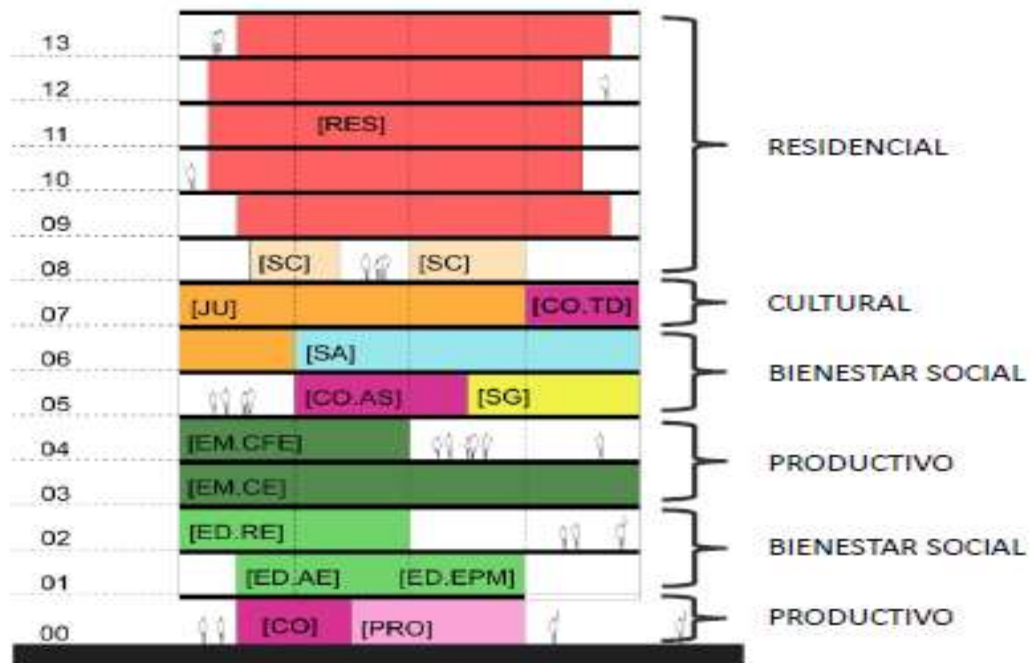 13
12
[RES]
11
RESIDENCIAL
10
09
08 [SC] [SC]
07 [JU] [CO.TD] CULTURAL
06 [SA]
BIENESTAR SOCIAL
05 [CO.AS] [SG]
04 [EM.CFE]
PRODUCTIVO
03 [EM.CE]
02 [ED.RE]
BIENESTAR SOCIAL
01 [ED.AE] [ED.EPM]
PRODUCTIVO
00 [CO] [PRO]